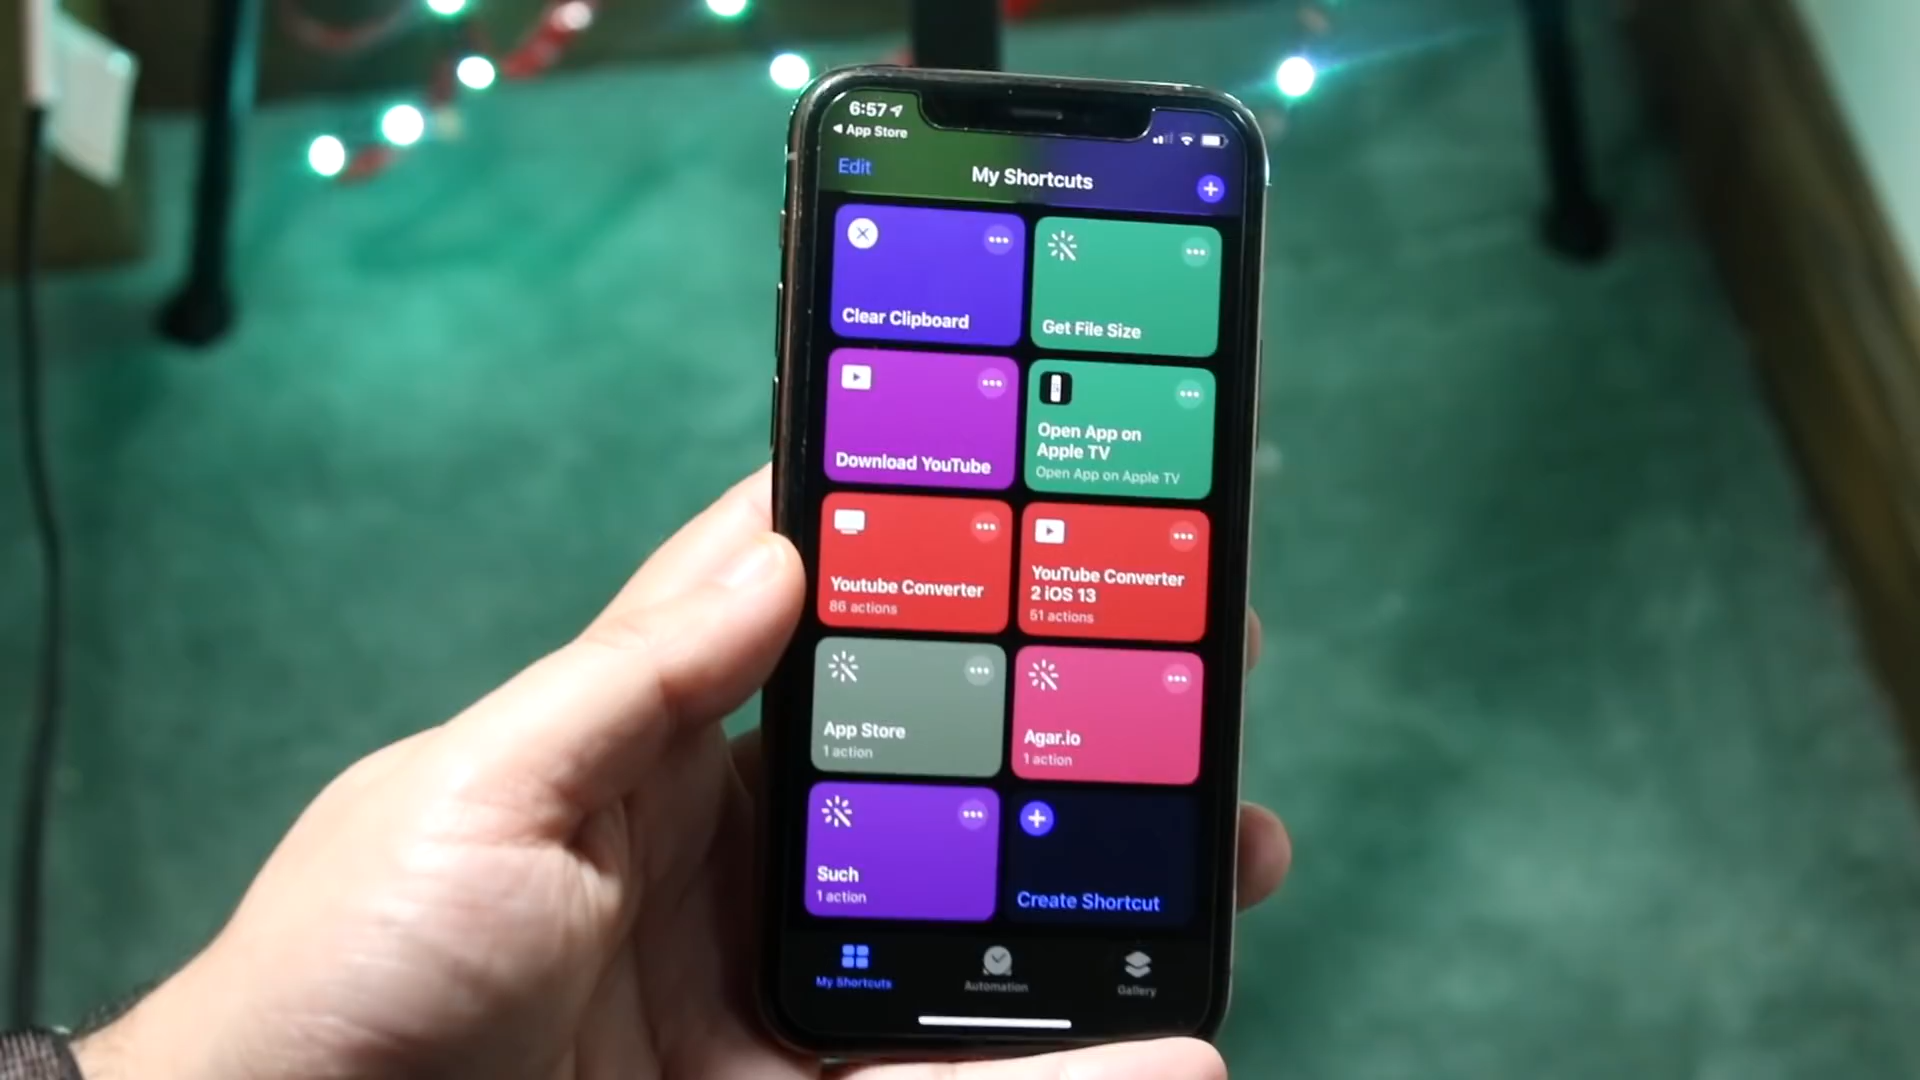 6:57
App Store
Edit
My Shortcuts
Clear Clipboard
Get File Size
Download YouTube
Open App on
Apple TV
Open App on Apple TV
Youtube Converter
86 actions
YouTube Converter
2 iOS 13
51 actions
App Store
1 action
Agar.io
1 action
Such
1 action
Create Shortcut
My Shortcuts
Automation
Gallery